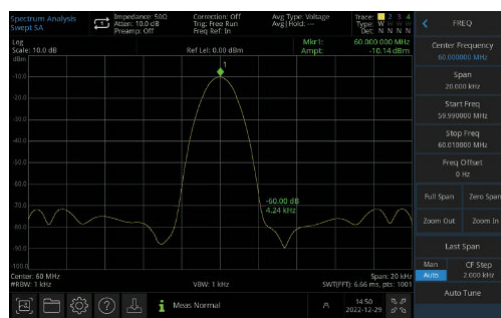 Spectrum Analysis
Swept SA
Impedance: 50Ω
Atten: 10.0 dB
Preamp: Off
Correction: Off
Trig: Free Run
Freq Ref: In
Avg Type: Voltage
Avg|Hold: ---
Trace: 1 2 3 4
Type: W W W W
Det: N N N N
Log
Scale: 10.0 dB
Ref Lel: 0.00 dBm
Mkr1: 60.000 000 MHz
Ampt: -10.14 dBm
dBm
1
-10.0
-20.0
-30.0
-40.0
-50.0
-60.0
-70.0
-80.0
-90.0
-100.0
-60.00 dB
4.24 kHz
Center: 60 MHz
#RBW: 1 kHz
VBW: 1 kHz
Span: 20 kHz
SWT(FFT): 6.66 ms, pts: 1001
Meas Normal
14:50
2022-12-29
FREQ
Center Frequency
60.000000 MHz
Span
20.000 kHz
Start Freq
59.990000 MHz
Stop Freq
60.010000 MHz
Freq Offset
0 Hz
Full Span
Zero Span
Zoom Out
Zoom In
Last Span
Man
Auto
CF Step
2.000 kHz
Auto Tune